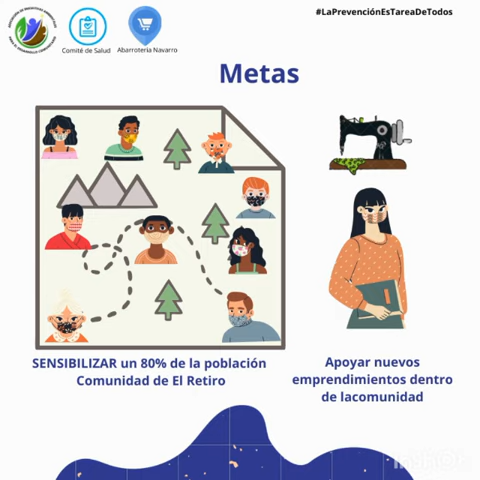 #LaPrevenciónEsTareaDeTodos
Comité de Salud
Abarrotería Navarro
Metas
SENSIBILIZAR un 80% de la población
Comunidad de El Retiro
Apoyar nuevos
emprendimientos dentro
de lacomunidad